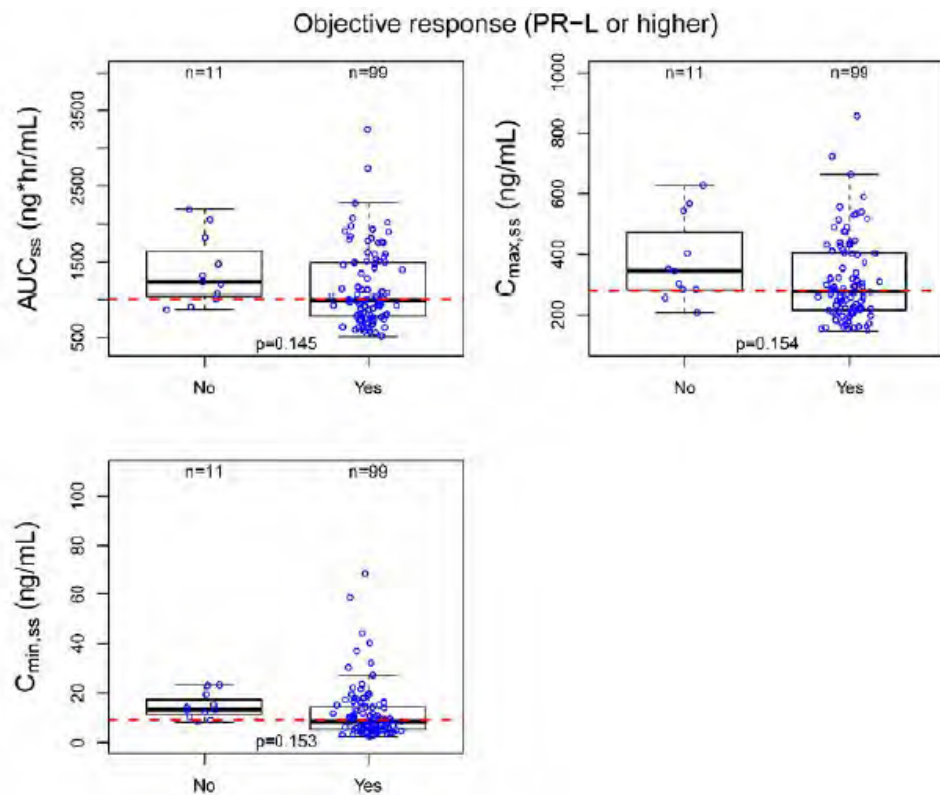 Objective response (PR-L or higher)
n=11 n=99
AUCss (ng*hr/mL)
3500
2500
1500
500
p=0.145
No Yes
n=11 n=99
Cmax,ss (ng/mL)
1000
800
600
400
200
p=0.154
No Yes
n=11 n=99
Cmin,ss (ng/mL)
100
80
60
40
20
0
p=0.153
No Yes